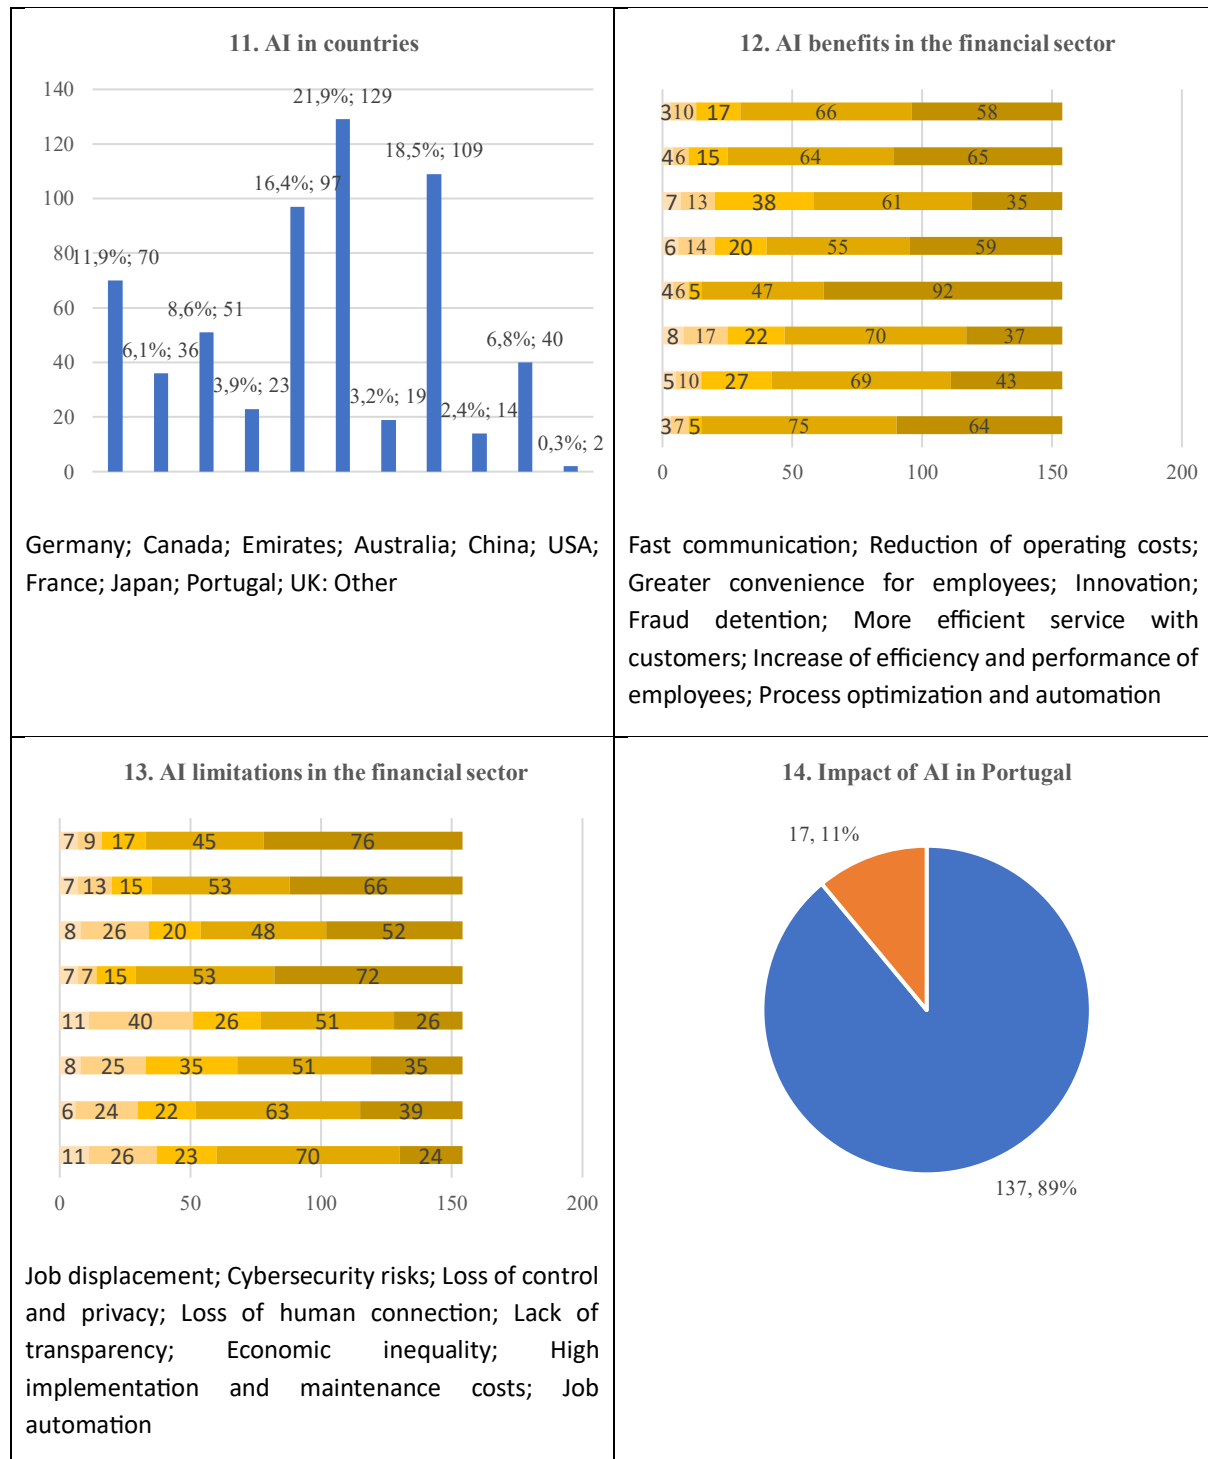 11. AI in countries
140
120
100
80
60
40
20
0
11,9%; 70
6,1%; 36
8,6%; 51
3,9%; 23
16,4%; 97
21,9%; 129
3,2%; 19
18,5%; 109
2,4%; 14
6,8%; 40
0,3%; 2
Germany; Canada; Emirates; Australia; China; USA;
France; Japan; Portugal; UK: Other
12. AI benefits in the financial sector
3 10 17 66 58
4 6 15 64 65
7 13 38 61 35
6 14 20 55 59
4 6 5 47 92
8 17 22 70 37
5 10 27 69 43
3 7 5 75 64
0 50 100 150 200
Fast communication; Reduction of operating costs;
Greater convenience for employees; Innovation;
Fraud detention; More efficient service with
customers; Increase of efficiency and performance of
employees; Process optimization and automation
13. AI limitations in the financial sector
7 9 17 45 76
7 13 15 53 66
8 26 20 48 52
7 7 15 53 72
11 40 26 51 26
8 25 35 51 35
6 24 22 63 39
11 26 23 70 24
0 50 100 150 200
Job displacement; Cybersecurity risks; Loss of control
and privacy; Loss of human connection; Lack of
transparency; Economic inequality; High
implementation and maintenance costs; Job
automation
14. Impact of AI in Portugal
17, 11%
137, 89%